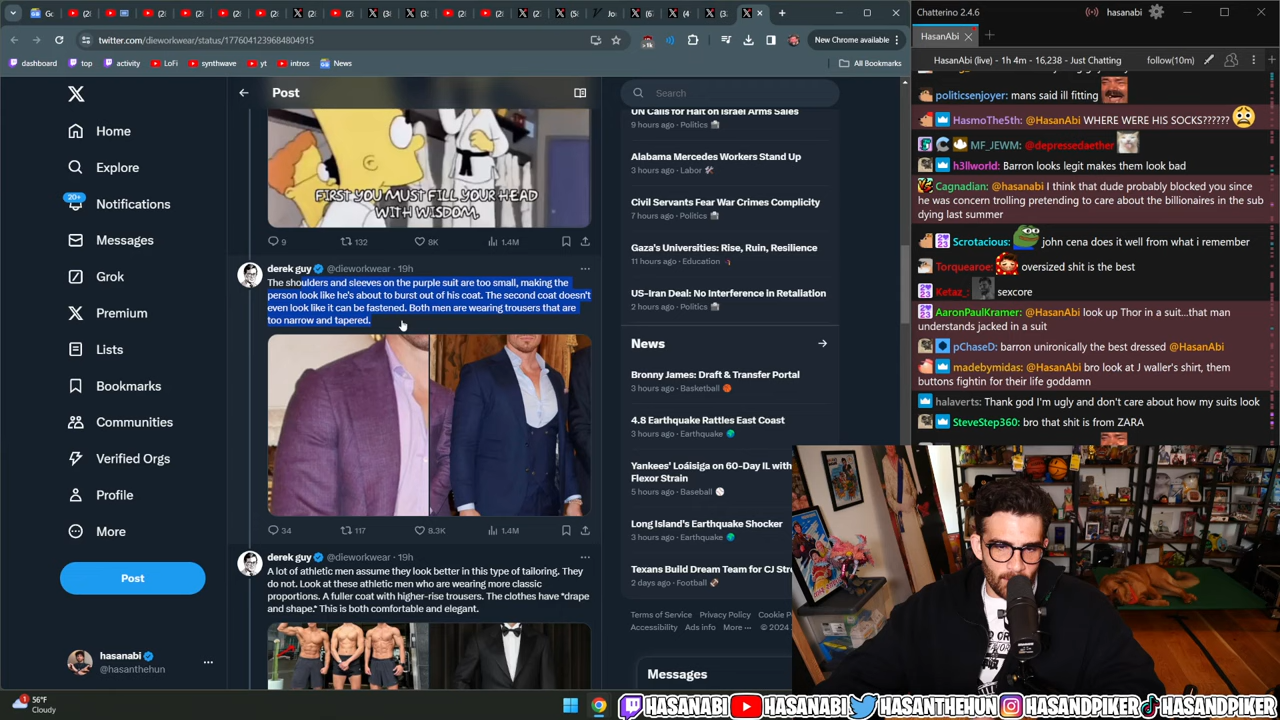 New Chrome available
twitter.com/dieworkwear/status/1776041239684804915
dashboard
top
activity
LoFi
synthwave
yt
intros
News
All Bookmarks
Home
Explore
20+
Notifications
Messages
Grok
Premium
Lists
Bookmarks
Communities
Verified Orgs
Profile
More
Post
hasanabi
@hasanthehun
Post
FIRST YOU MUST FILL YOUR HEAD
WITH WISDOM,
9 132 8K 1.4M
derek guy @dieworkwear · 19h
The shoulders and sleeves on the purple suit are too small, making the
person look like he's about to burst out of his coat. The second coat doesn't
even look like it can be fastened. Both men are wearing trousers that are
too narrow and tapered.
34 117 8.3K 1.4M
derek guy @dieworkwear · 19h
A lot of athletic men assume they look better in this type of tailoring. They
do not. Look at these athletic men who are wearing more classic
proportions. A fuller coat with higher-rise trousers. The clothes have *drape
and shape.* This is both comfortable and elegant.
Search
UN Calls for Halt on Israel Arms Sales
9 hours ago · Politics
Alabama Mercedes Workers Stand Up
3 hours ago · Labor
Civil Servants Fear War Crimes Complicity
7 hours ago · Politics
Gaza's Universities: Rise, Ruin, Resilience
11 hours ago · Education
US-Iran Deal: No Interference in Retaliation
2 hours ago · Politics
News
Bronny James: Draft & Transfer Portal
3 hours ago · Basketball
4.8 Earthquake Rattles East Coast
3 hours ago · Earthquake
Yankees' Loáisiga on 60-Day IL with
Flexor Strain
5 hours ago · Baseball
Long Island's Earthquake Shocker
3 hours ago · Earthquake
Texans Build Dream Team for CJ Str
2 days ago · Football
Terms of Service Privacy Policy Cookie P
Accessibility Ads info More ··· © 2024
Messages
Chatterino 2.4.6
hasanabi
HasanAbi
HasanAbi (live) - 1h 4m - 16,238 - Just Chatting
follow(10m)
politicsenjoyer: mans said ill fitting
HasmoThe5th: @HasanAbi WHERE WERE HIS SOCKS??????
MF_JEWM: @depressedaether
h3llworld: Barron looks legit makes them look bad
Cagnadian: @hasanabi I think that dude probably blocked you since
he was concern trolling pretending to care about the billionaires in the sub
dying last summer
Scrotacious: john cena does it well from what i remember
Torquearoe: oversized shit is the best
Ketaz_: sexcore
AaronPaulKramer: @HasanAbi look up Thor in a suit...that man
understands jacked in a suit
pChaseD: barron unironically the best dressed @HasanAbi
madebymidas: @HasanAbi bro look at J waller's shirt, them
buttons fightin for their life goddamn
halaverts: Thank god I'm ugly and don't care about how my suits look
SteveStep360: bro that shit is from ZARA
56°F
Cloudy
HASANABI HASANABI HASANTHEHUN HASANDPIKER HASANDPIKER